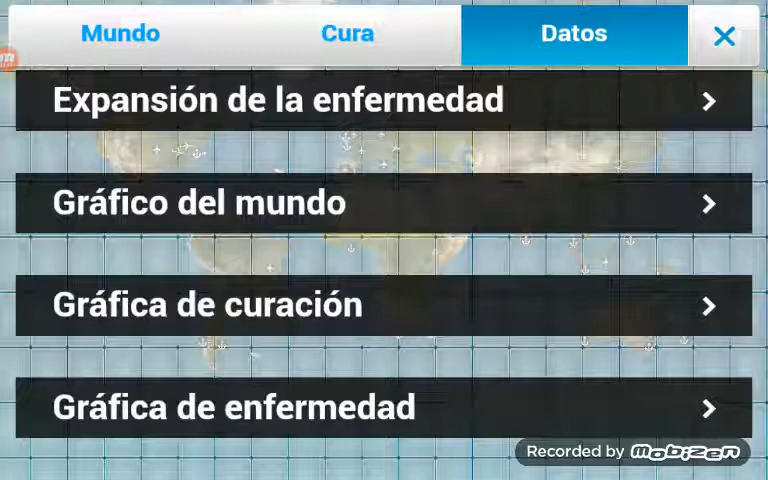 Mundo Cura Datos
Expansión de la enfermedad
Gráfico del mundo
Gráfica de curación
Gráfica de enfermedad
Recorded by mobizen